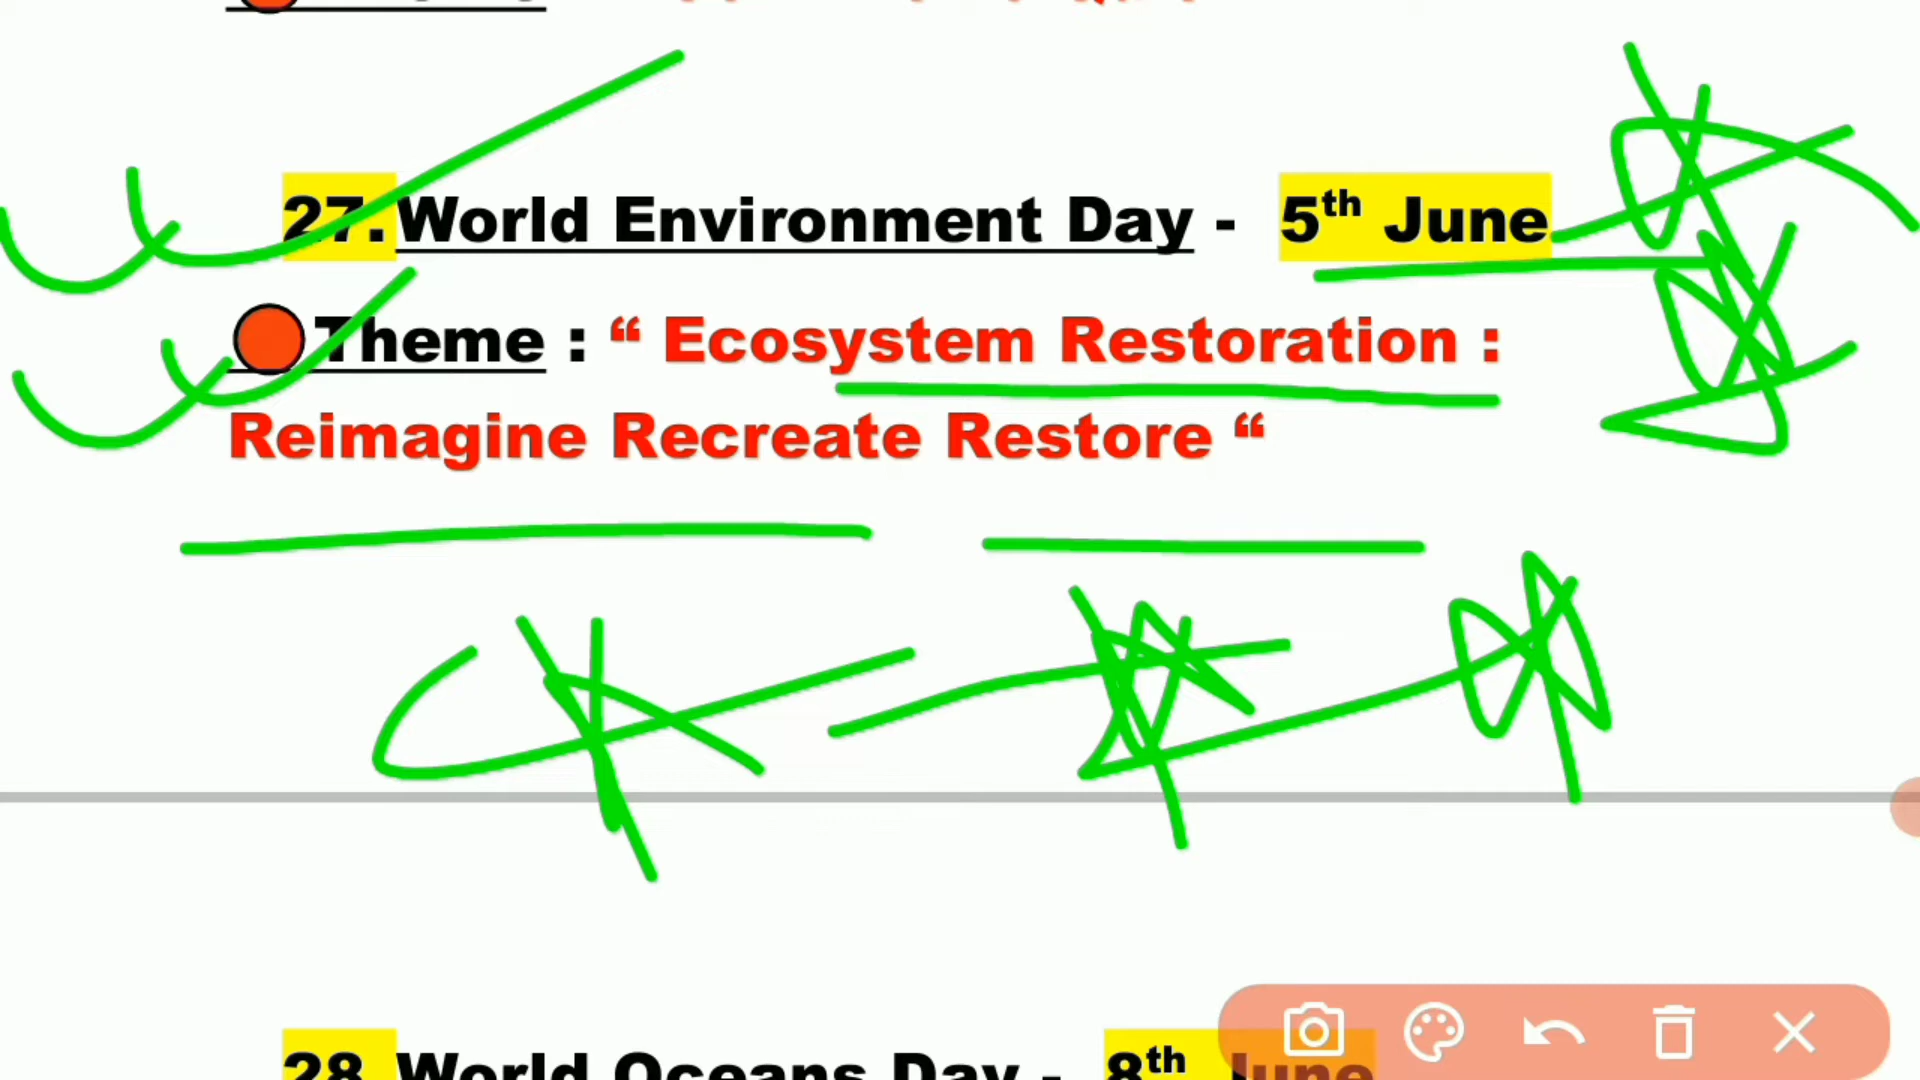 27. World Environment Day - 5th June
Theme : “ Ecosystem Restoration :
Reimagine Recreate Restore “
28. World Oceans Day - 8th June